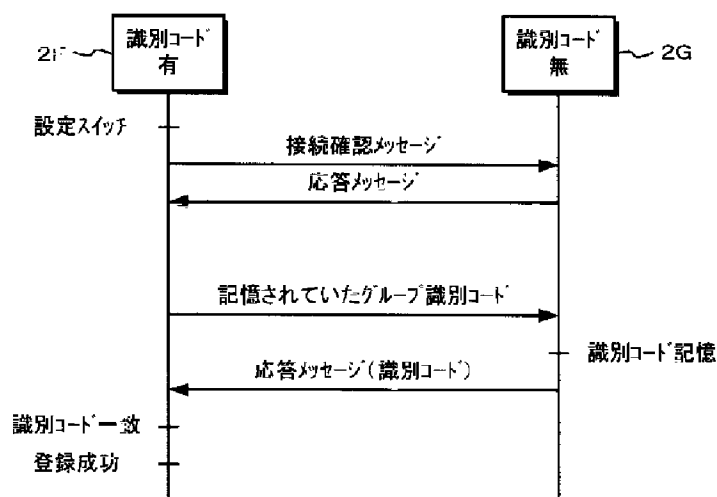 識別コード
有
2F
識別コード
無
2G
設定スイッチ
接続確認メッセージ
応答メッセージ
記憶されていたグループ識別コード
識別コード記憶
応答メッセージ(識別コード)
識別コード一致
登録成功